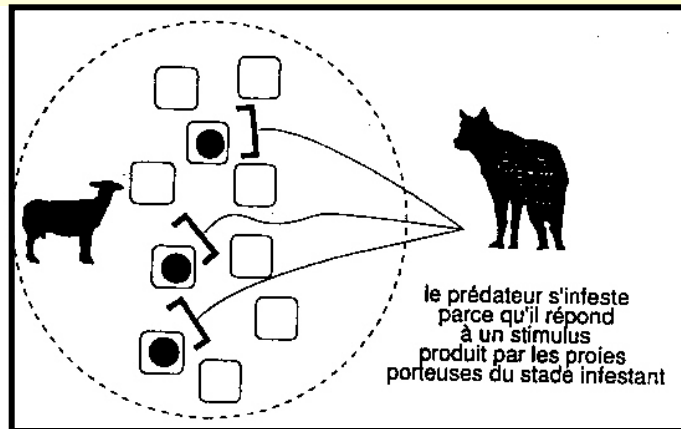 le prédateur s'infeste
parce qu'il répond
à un stimulus
produit par les proies
porteuses du stade infestant